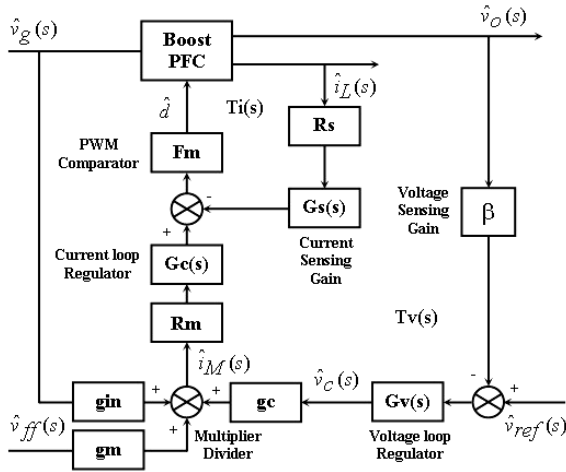 v̂g(s)
Boost
PFC
v̂O(s)
d̂
Ti(s)
îL(s)
PWM
Comparator
Fm
Rs
-
+
Gs(s)
Voltage
Sensing
Gain
β
Current loop
Regulator
Gc(s)
Current
Sensing
Gain
Rm
Tv(s)
îM(s)
-
gin
+
+
gc
v̂C(s)
Gv(s)
+
v̂ff(s)
gm
+
Multiplier
Divider
Voltage loop
Regulator
v̂ref(s)